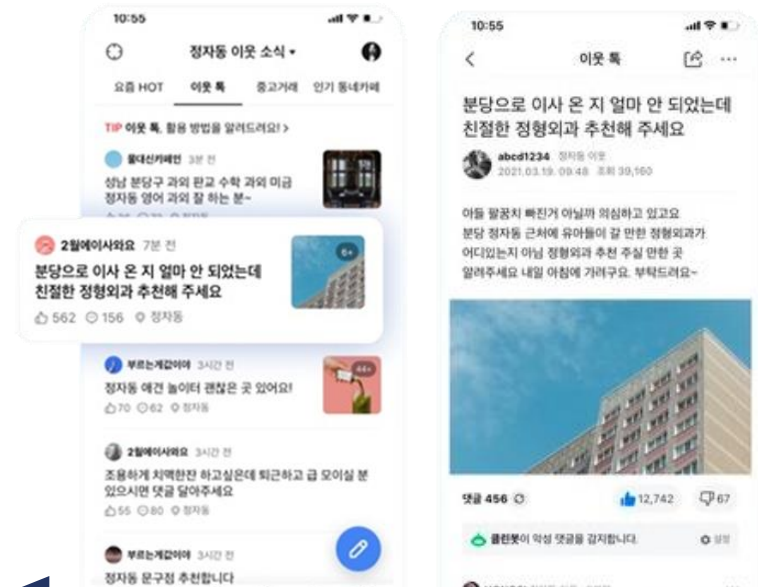 10:55
정자동 이웃 소식
요즘 HOT 이웃 톡 중고거래 인기 동네카페
TIP 이웃 톡, 활용 방법을 알려드려요! >
물대신카페인 3분 전
성남 분당구 과외 판교 수학 과외 미금
정자동 영어 과외 잘 하는 분~
정자동
2월에이사와요 7분 전
분당으로 이사 온 지 얼마 안 되었는데
친절한 정형외과 추천해 주세요
562 156 정자동
6+
부르는게값이야 3시간 전
정자동 애견 놀이터 괜찮은 곳 있어요!
70 62 정자동
44+
2월에이사와요 3시간 전
조용하게 치맥한잔 하고싶은데 퇴근하고 급 모이실 분
있으시면 댓글 달아주세요
55 80 정자동
부르는게값이야 3시간 전
정자동 문구점 추천합니다
10:55
이웃 톡
분당으로 이사 온 지 얼마 안 되었는데
친절한 정형외과 추천해 주세요
abcd1234 정자동 이웃
2021.03.19. 09:48 조회 39,160
아들 팔꿈치 빠진거 아닐까 의심하고 있고요
분당 정자동 근처에 유아들이 갈 만한 정형외과가
어디있는지 아님 정형외과 추천 주실 만한 곳
알려주세요 내일 아침에 가려구요. 부탁드려요~
댓글 456 12,742 67
클린봇이 악성 댓글을 감지합니다. 설정